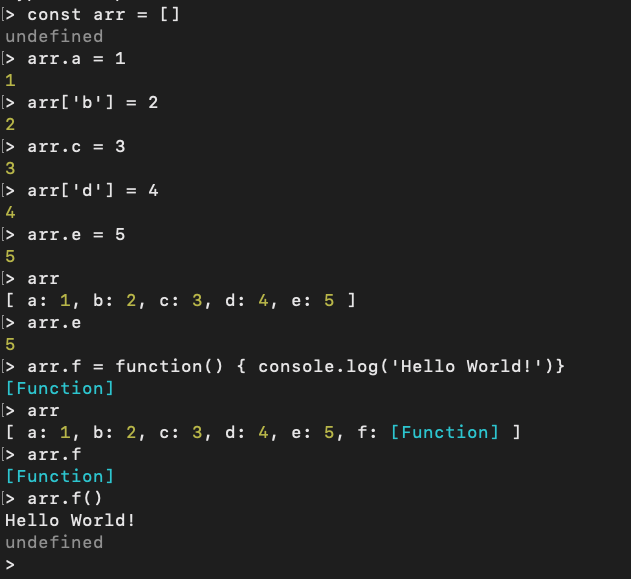 [> const arr = []
undefined
[> arr.a = 1
1
[> arr['b'] = 2
2
[> arr.c = 3
3
[> arr['d'] = 4
4
[> arr.e = 5
5
[> arr
[ a: 1, b: 2, c: 3, d: 4, e: 5 ]
[> arr.e
5
[> arr.f = function() { console.log('Hello World!')}
[Function]
[> arr
[ a: 1, b: 2, c: 3, d: 4, e: 5, f: [Function] ]
[> arr.f
[Function]
[> arr.f()
Hello World!
undefined
>